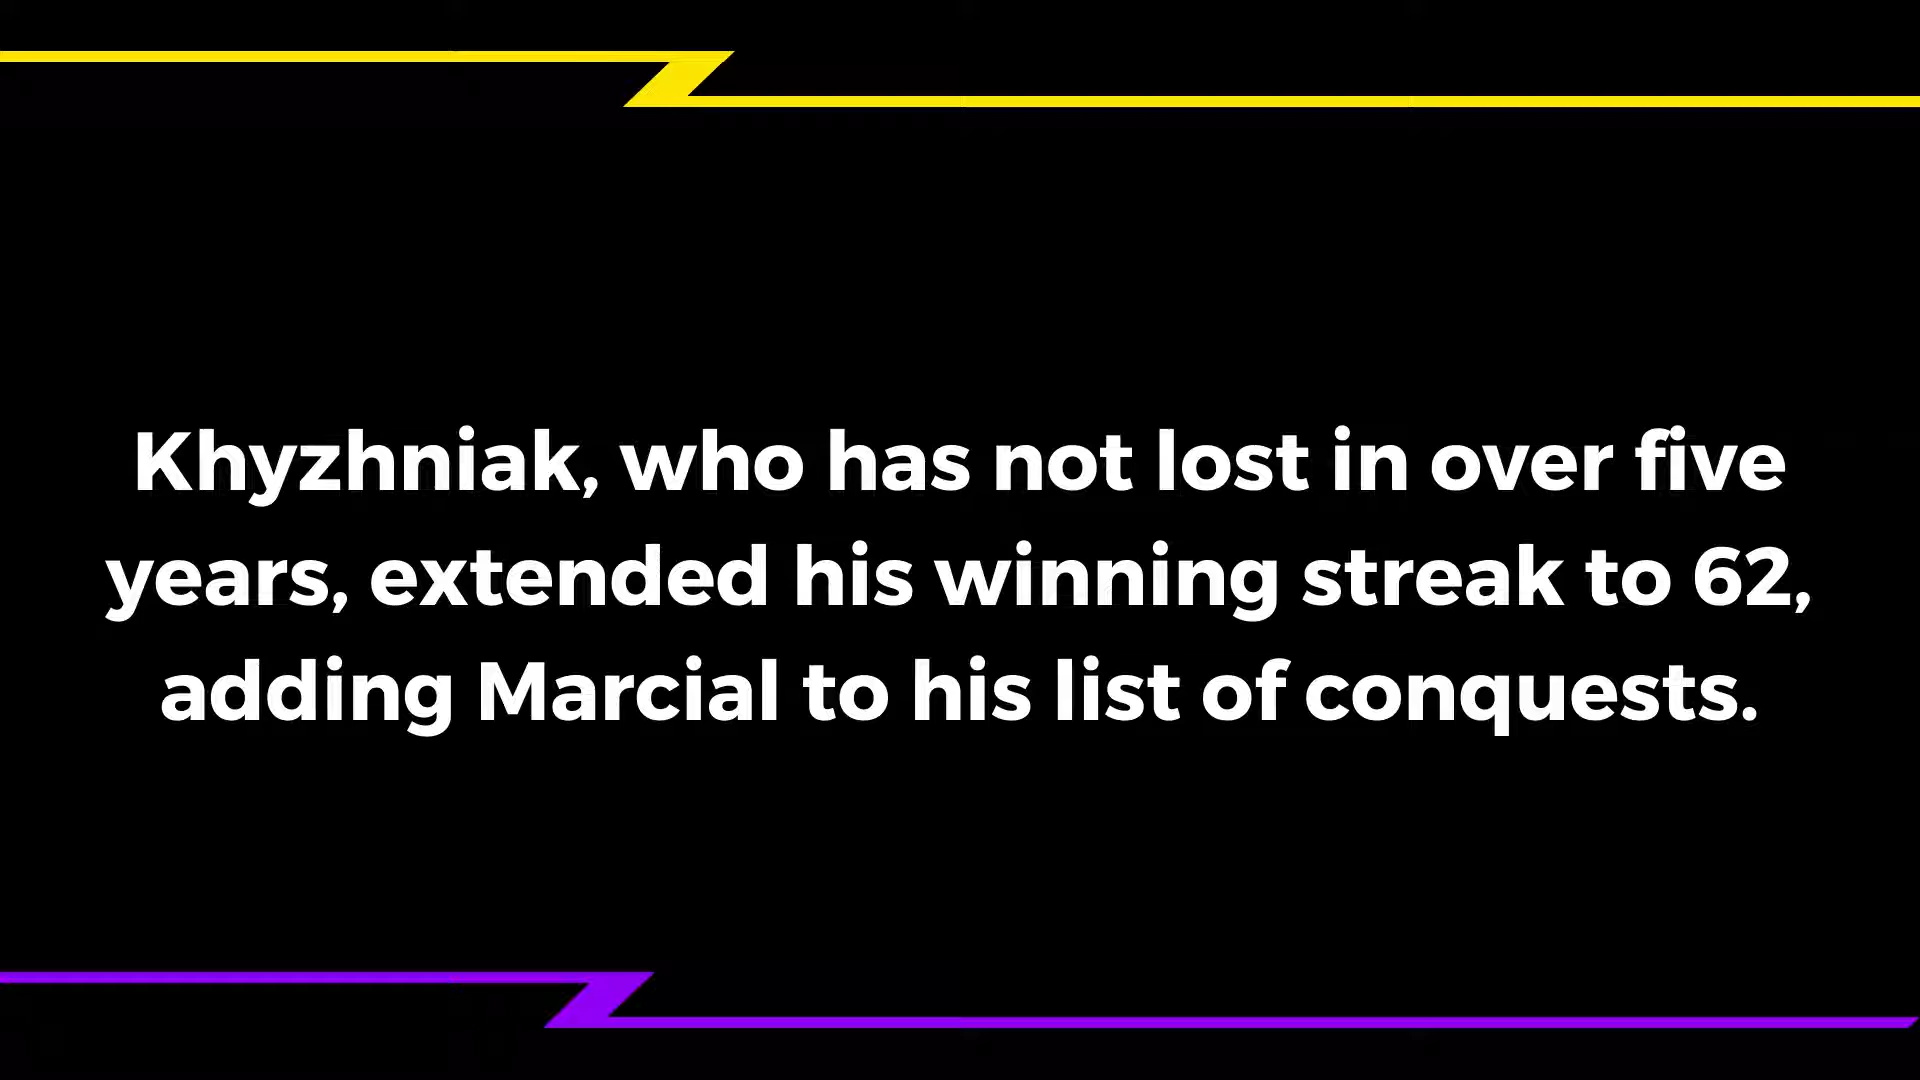 Khyzhniak, who has not lost in over five
years, extended his winning streak to 62,
adding Marcial to his list of conquests.